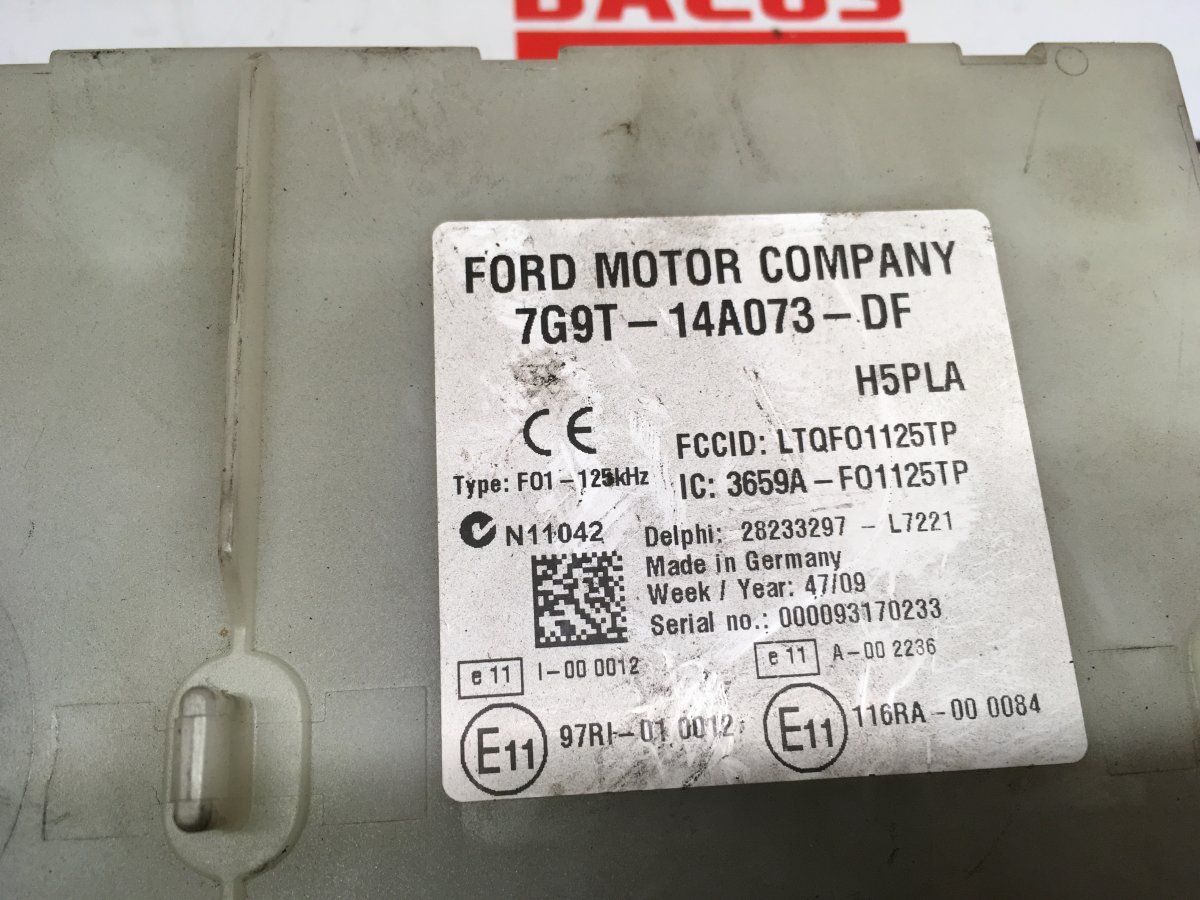 FORD MOTOR COMPANY
7G9T – 14A073 – DF
H5PLA
CE
FCCID: LTQFO1125TP
Type: FO1 – 125kHz
IC: 3659A – FO1125TP
N11042
Delphi: 28233297 – L7221
Made in Germany
Week / Year: 47/09
Serial no.: 000093170233
e 11 I–00 0012
e 11 A–00 2236
E11 97RI–01 0012
E11 116RA–00 0084